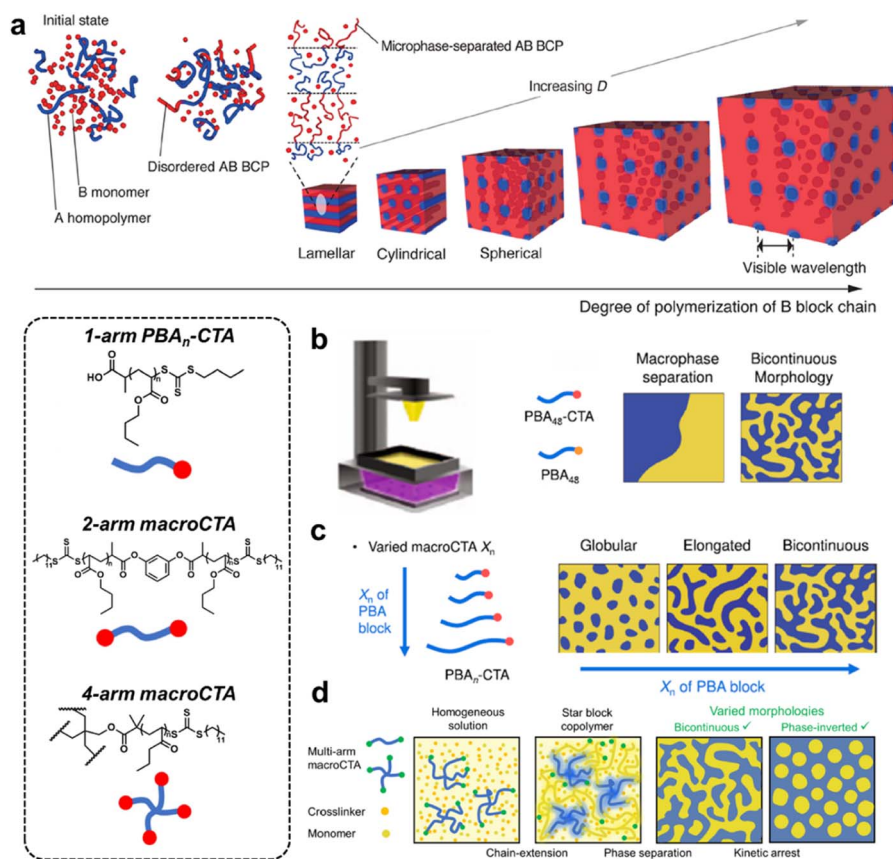 a
Initial state
Disordered AB BCP
B monomer
A homopolymer
Microphase-separated AB BCP
Increasing D
Lamellar
Cylindrical
Spherical
Visible wavelength
Degree of polymerization of B block chain
1-arm PBAn-CTA
HO
O
n
S
S
S
O
O
2-arm macroCTA
11
S
S
S
n
O
O
O
O
O
n
S
S
S
11
O
O
4-arm macroCTA
O
O
n
S
S
S
11
O
b
PBA48-CTA
PBA48
Macrophase separation
Bicontinuous Morphology
c
• Varied macroCTA Xn
Xn of PBA block
PBAn-CTA
Globular
Elongated
Bicontinuous
Xn of PBA block
d
Multi-arm macroCTA
Crosslinker
Monomer
Homogeneous solution
Star block copolymer
Varied morphologies
Bicontinuous ✓
Phase-inverted ✓
Chain-extension
Phase separation
Kinetic arrest